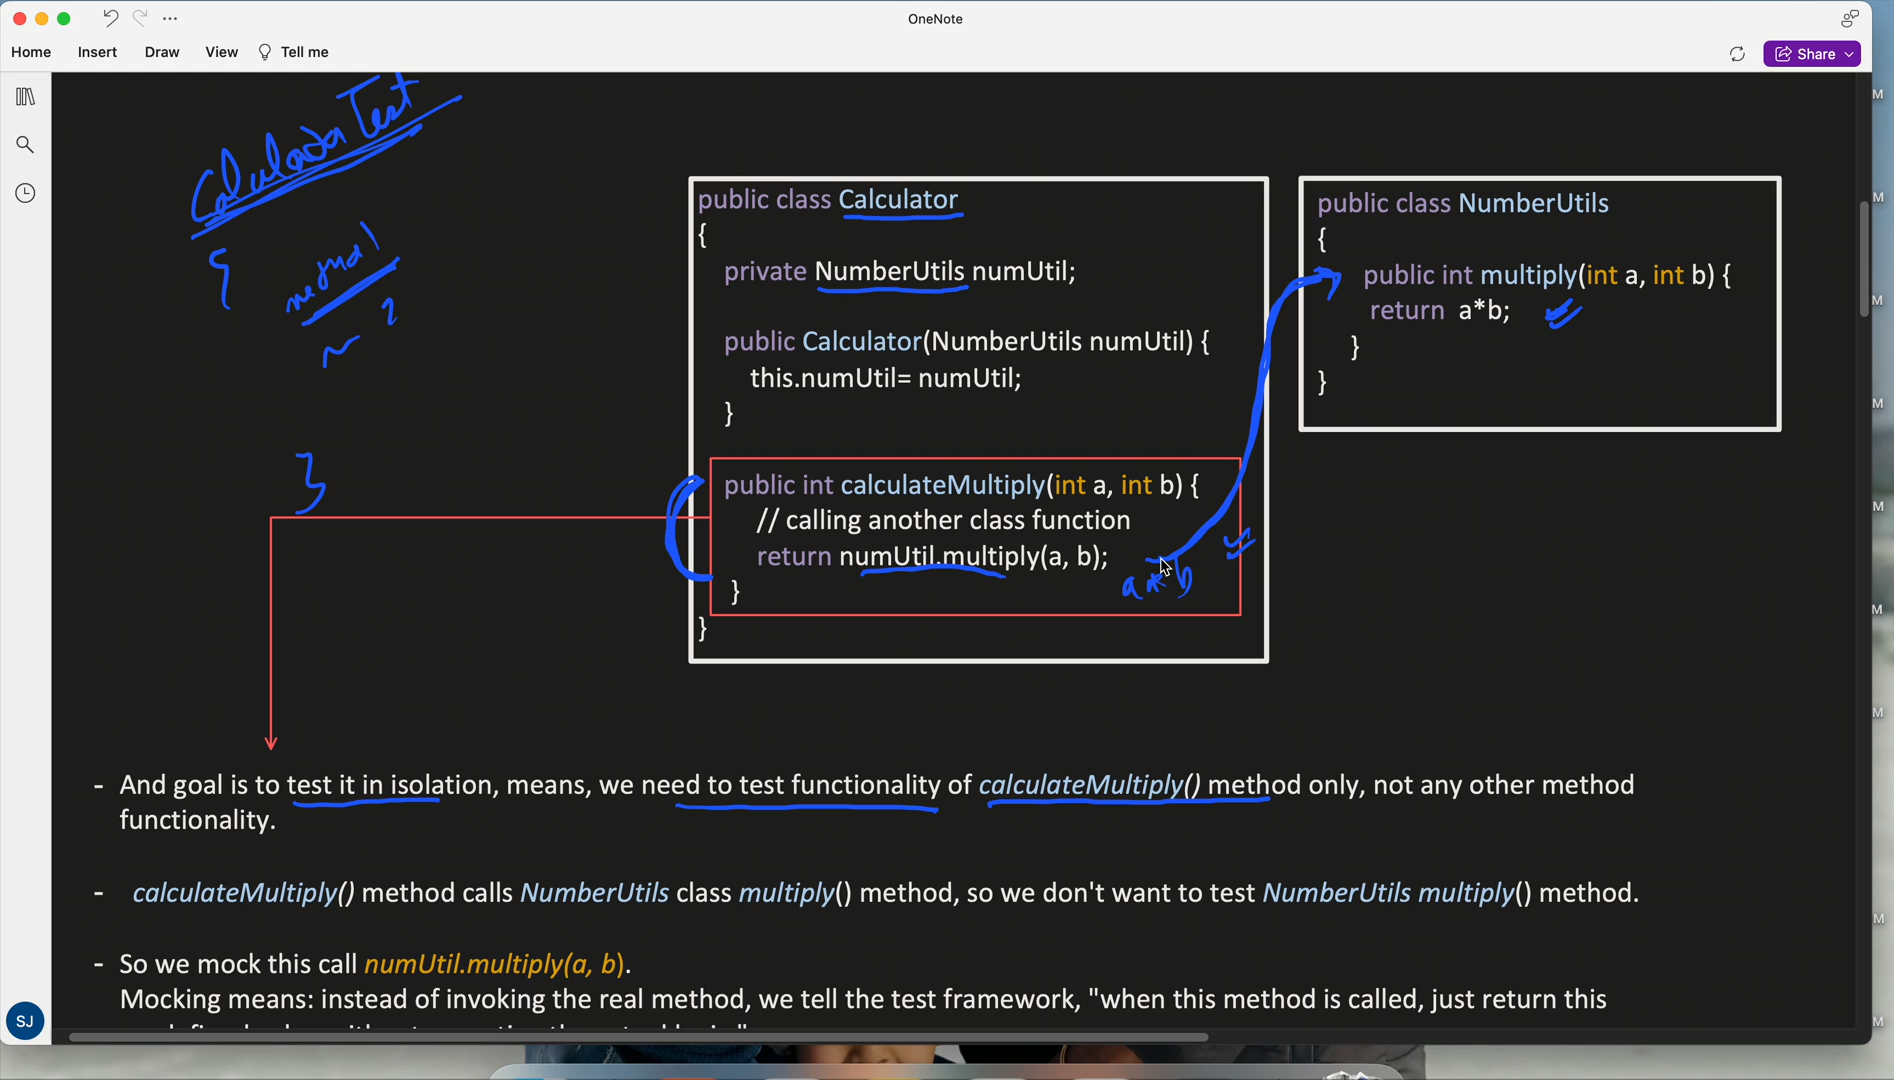 OneNote
Home Insert Draw View Tell me
Share
Test
{
2
}
public class Calculator
{
private NumberUtils numUtil;
public Calculator(NumberUtils numUtil) {
this.numUtil= numUtil;
}
public int calculateMultiply(int a, int b) {
// calling another class function
return numUtil.multiply(a, b);
a * b
}
}
public class NumberUtils
{
public int multiply(int a, int b) {
return a*b;
}
}
- And goal is to test it in isolation, means, we need to test functionality of calculateMultiply() method only, not any other method
functionality.
- calculateMultiply() method calls NumberUtils class multiply() method, so we don't want to test NumberUtils multiply() method.
- So we mock this call numUtil.multiply(a, b).
Mocking means: instead of invoking the real method, we tell the test framework, "when this method is called, just return this
SJ
M
M
M
M
M
M
M
M
M